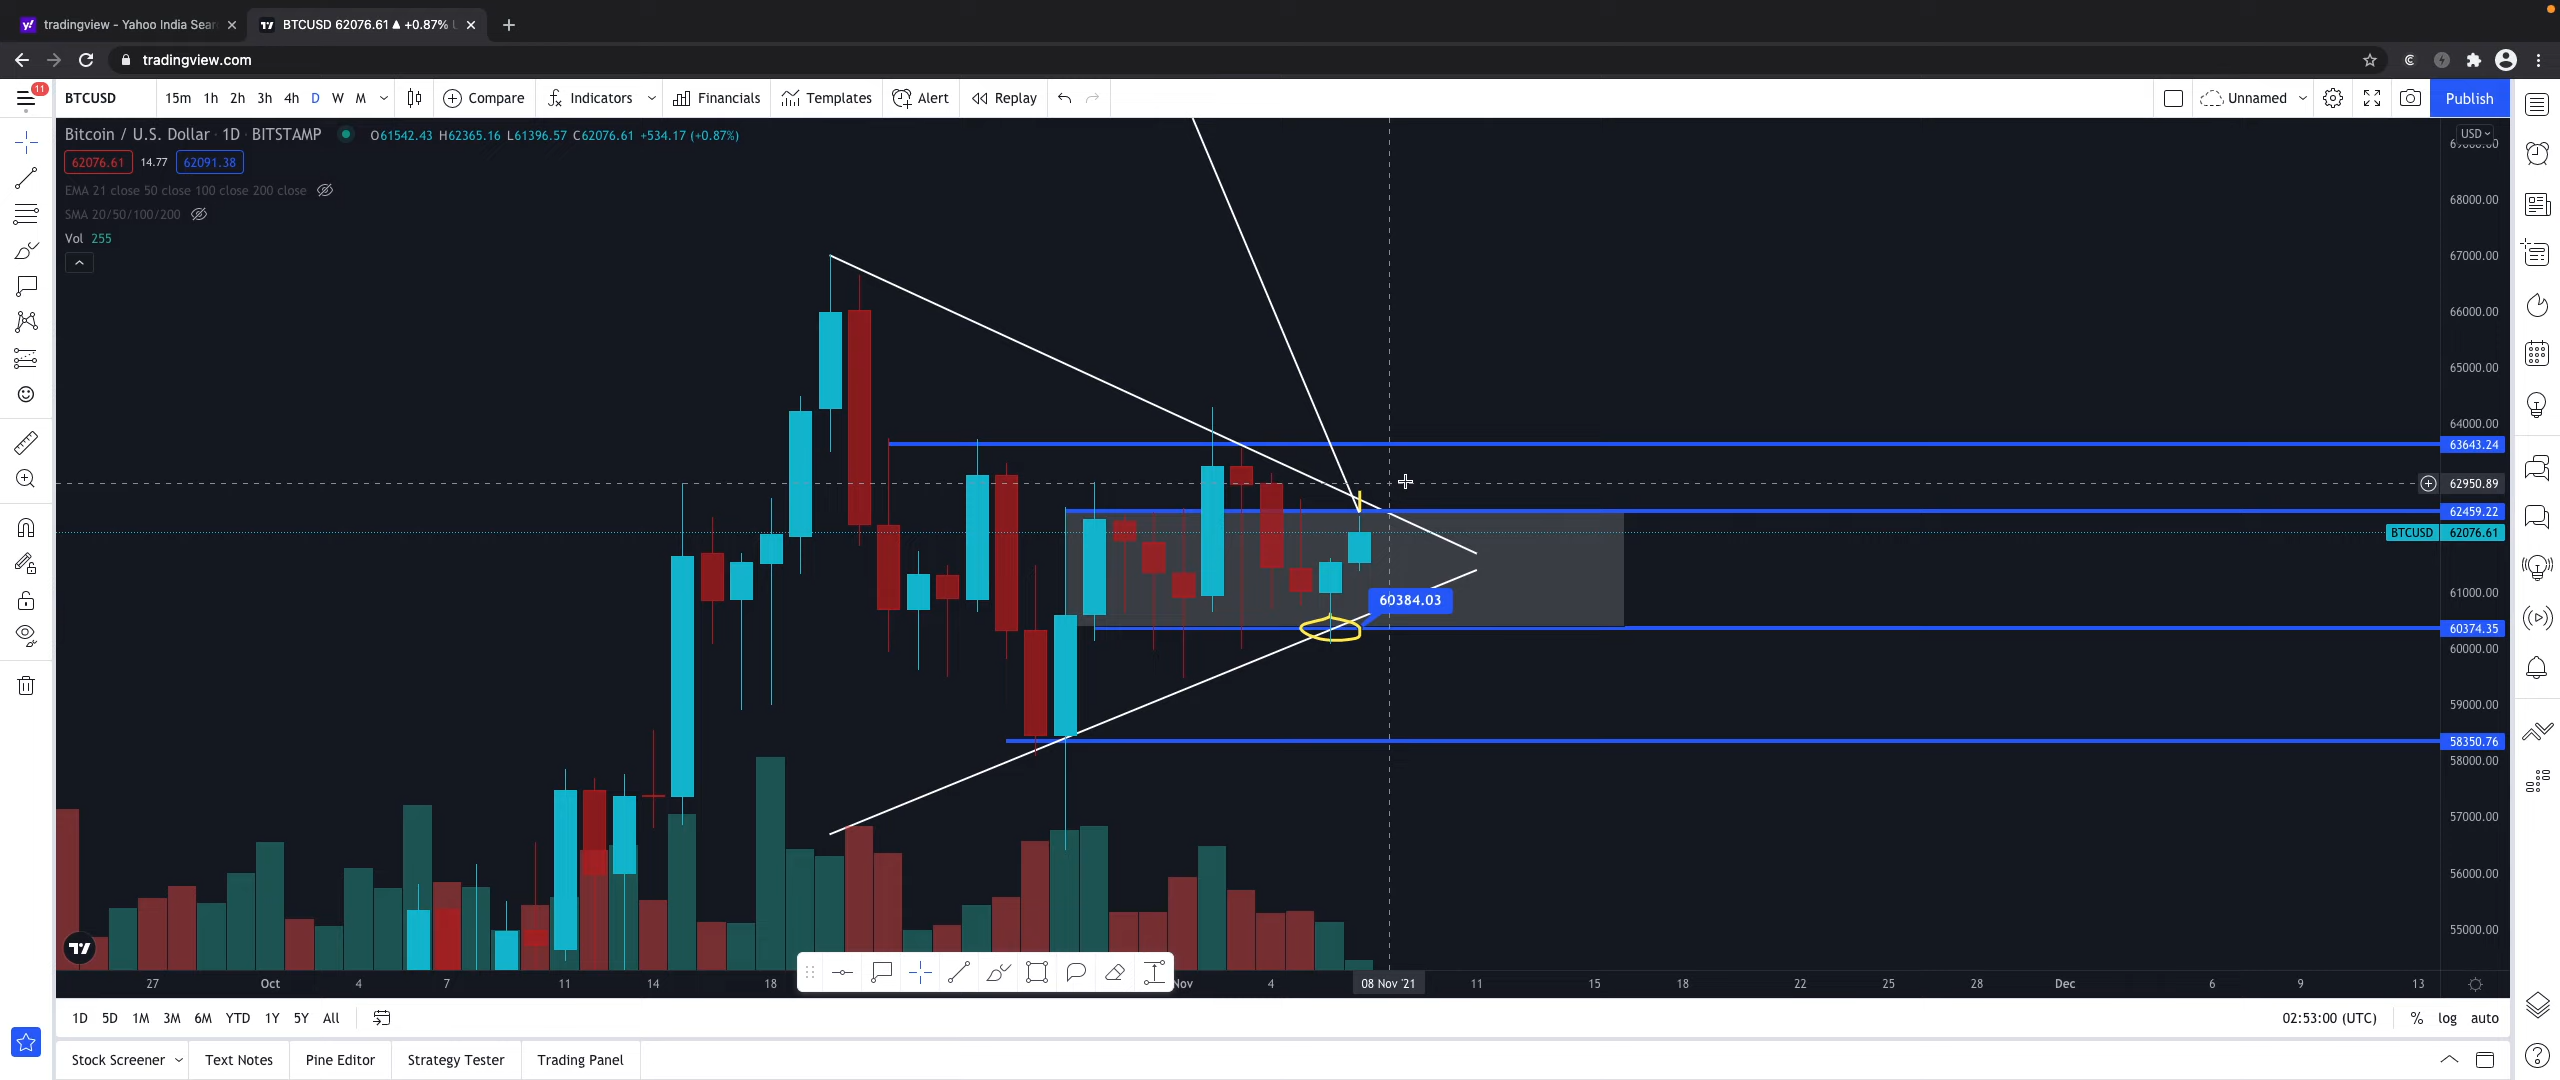 tradingview - Yahoo India Sear
BTCUSD 62076.61 ▲ +0.87%
tradingview.com
11
BTCUSD
15m 1h 2h 3h 4h D W M
Compare
Indicators
Financials
Templates
Alert
Replay
Unnamed
Publish
Bitcoin / U.S. Dollar · 1D · BITSTAMP
O61542.43 H62365.16 L61396.57 C62076.61 +534.17 (+0.87%)
USD
62076.61 14.77 62091.38
EMA 21 close 50 close 100 close 200 close
SMA 20/50/100/200
Vol 255
68000.00
67000.00
66000.00
65000.00
64000.00
63643.24
62950.89
62459.22
BTCUSD 62076.61
61000.00
60384.03
60374.35
60000.00
59000.00
58350.76
58000.00
57000.00
56000.00
55000.00
27 Oct 4 7 11 14 18 Nov 4 08 Nov '21 11 15 18 22 25 28 Dec 6 9 13
1D 5D 1M 3M 6M YTD 1Y 5Y All
02:53:00 (UTC) % log auto
Stock Screener Text Notes Pine Editor Strategy Tester Trading Panel